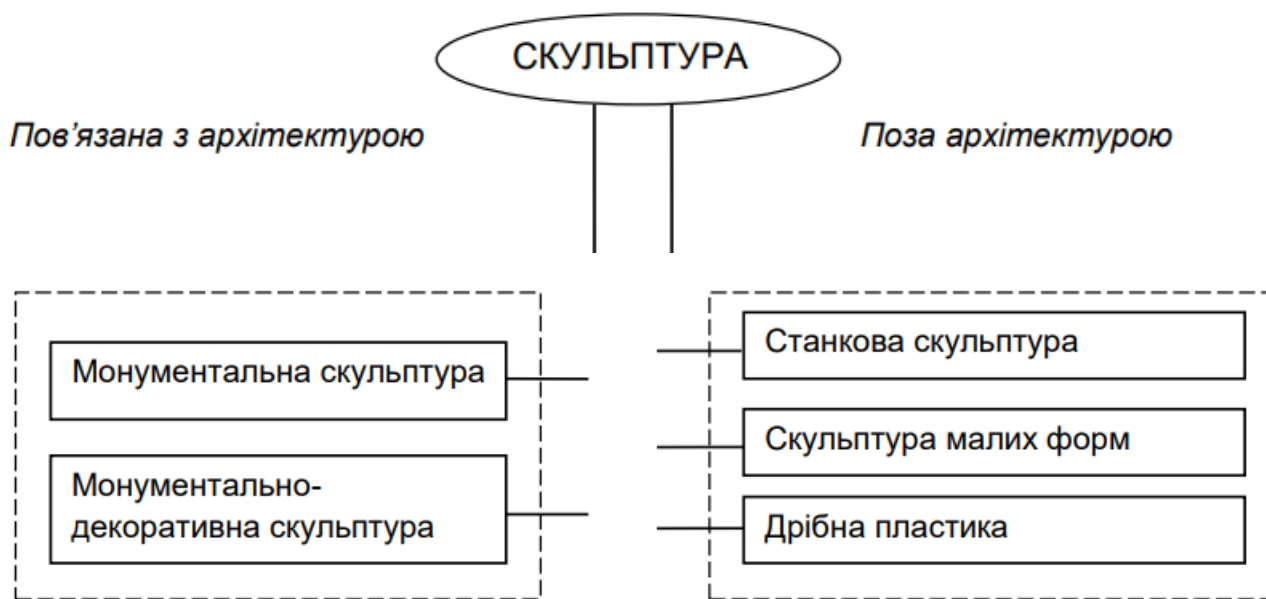 СКУЛЬПТУРА
Пов’язана з архітектурою
Поза архітектурою
Монументальна скульптура
Монументально-
декоративна скульптура
Станкова скульптура
Скульптура малих форм
Дрібна пластика